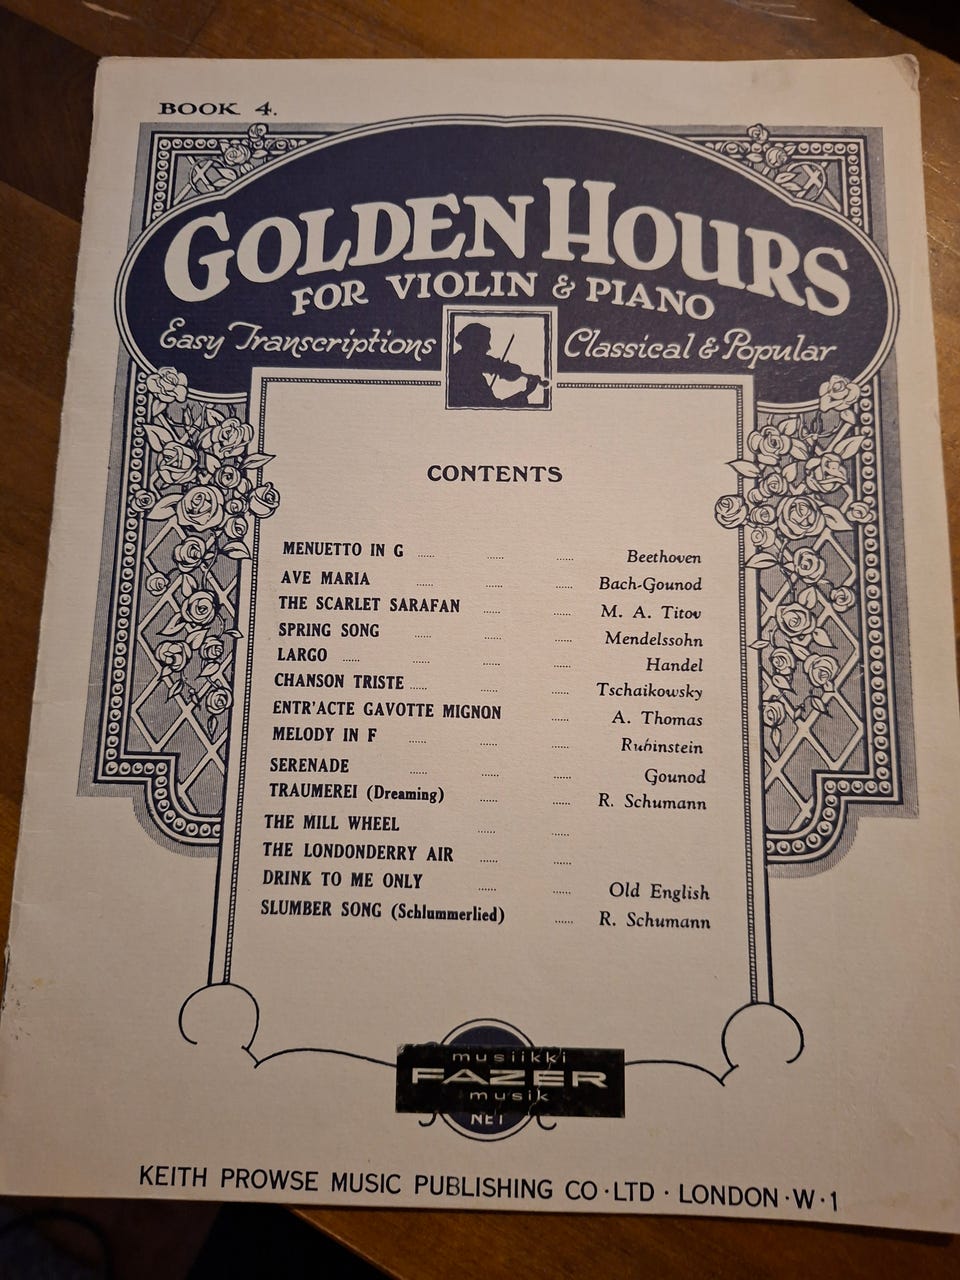 BOOK 4.
GOLDEN HOURS
FOR VIOLIN & PIANO
Easy Transcriptions Classical & Popular
CONTENTS
MENUETTO IN G ...... ...... ...... Beethoven
AVE MARIA ...... ...... ...... Bach-Gounod
THE SCARLET SARAFAN ...... ...... M. A. Titov
SPRING SONG ...... ...... ...... Mendelssohn
LARGO ...... ...... ...... ...... Handel
CHANSON TRISTE ...... ...... ...... Tschaikowsky
ENTR'ACTE GAVOTTE MIGNON ...... A. Thomas
MELODY IN F ...... ...... ...... Rubinstein
SERENADE ...... ...... ...... Gounod
TRAUMEREI (Dreaming) ...... ...... R. Schumann
THE MILL WHEEL ...... ......
THE LONDONDERRY AIR ...... ......
DRINK TO ME ONLY ...... ...... Old English
SLUMBER SONG (Schlummerlied) ...... R. Schumann
musiikki
FAZER
musik
NET
KEITH PROWSE MUSIC PUBLISHING CO · LTD · LONDON · W · 1